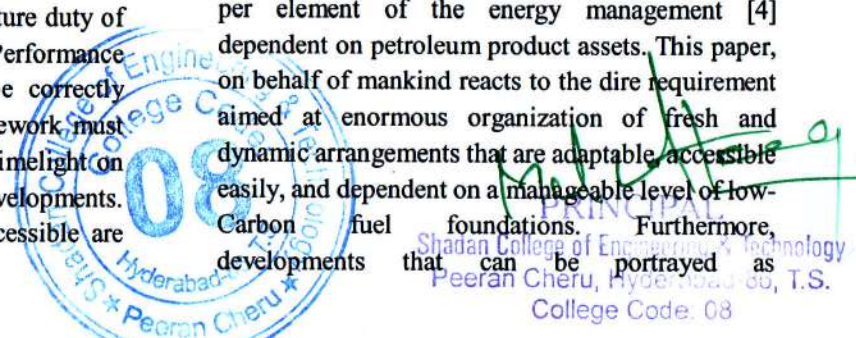 ture duty of
Performance
e correctly
ework must
imelight on
velopments.
cessible are
per element of the energy management [4]
dependent on petroleum product assets. This paper,
on behalf of mankind reacts to the dire requirement
aimed at enormous organization of fresh and
dynamic arrangements that are adaptable, accessible
easily, and dependent on a manageable level of low-
Carbon fuel foundations. Furthermore,
developments that can be portrayed as
Shadan College of Engineering & Technology
College Code
08
Hyderabad
T.S.
* Peeran Cheru *
PRINCIPAL
Shadan College of Engineering & Technology
Peeran Cheru, Hyderabad-86, T.S.
College Code: 08